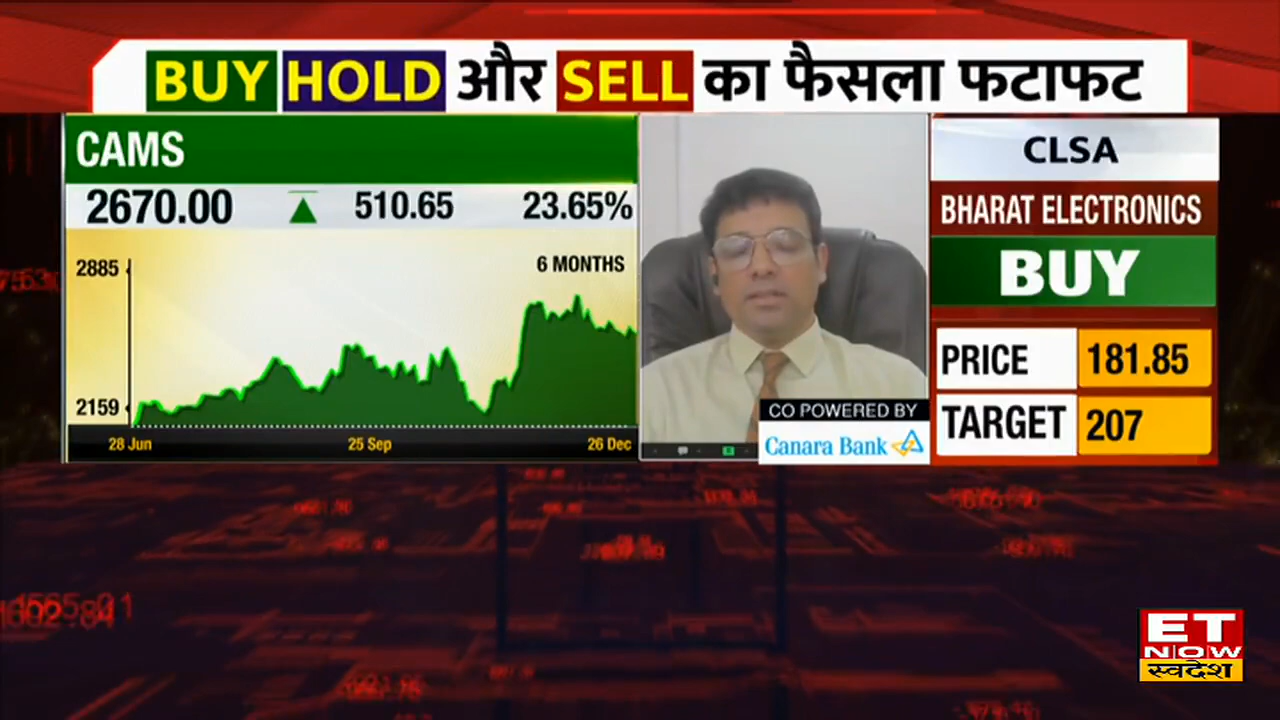 BUY HOLD और SELL का फैसला फटाफट
CAMS
2670.00 510.65 23.65%
6 MONTHS
2885
2159
28 Jun 25 Sep 26 Dec
CO POWERED BY
Canara Bank
CLSA
BHARAT ELECTRONICS
BUY
PRICE 181.85
TARGET 207
ET
NOW
स्वदेश